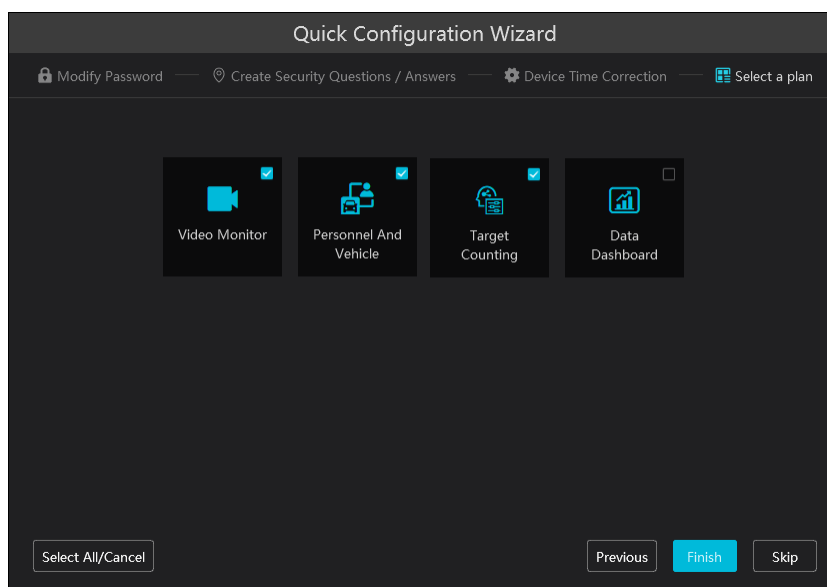 Quick Configuration Wizard
Modify Password
Create Security Questions / Answers
Device Time Correction
Select a plan
Video Monitor
Personnel And
Vehicle
Target
Counting
Data
Dashboard
Select All/Cancel
Previous
Finish
Skip